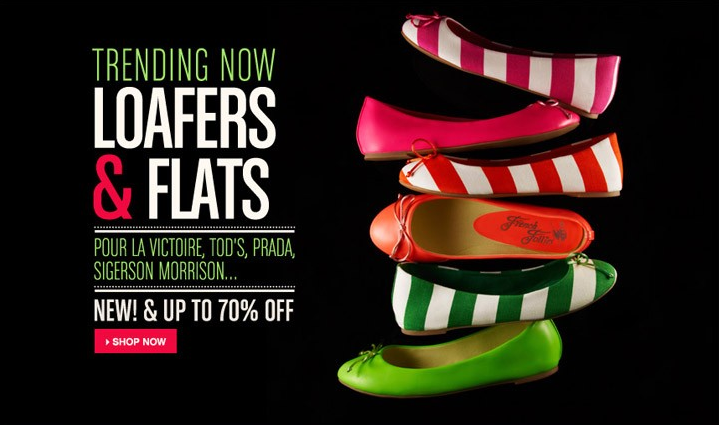 TRENDING NOW
LOAFERS
& FLATS
POUR LA VICTOIRE, TOD'S, PRADA,
SIGERSON MORRISON...
NEW! & UP TO 70% OFF
SHOP NOW
French
Sole